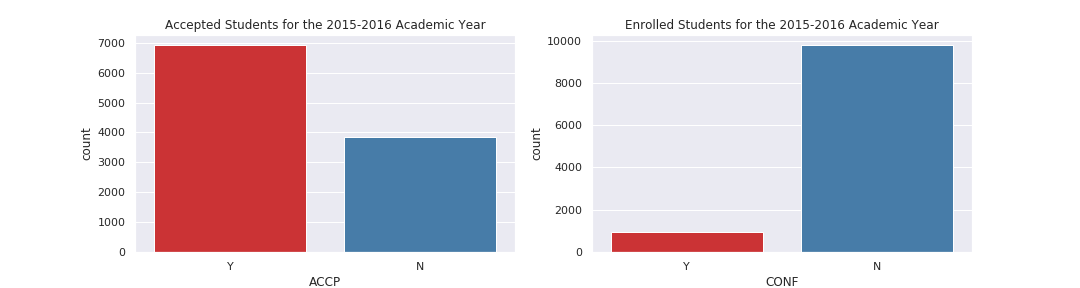 Accepted Students for the 2015-2016 Academic Year
7000
6000
5000
4000
3000
2000
1000
0
count
Y N
ACCP
Enrolled Students for the 2015-2016 Academic Year
10000
8000
6000
4000
2000
0
count
Y N
CONF